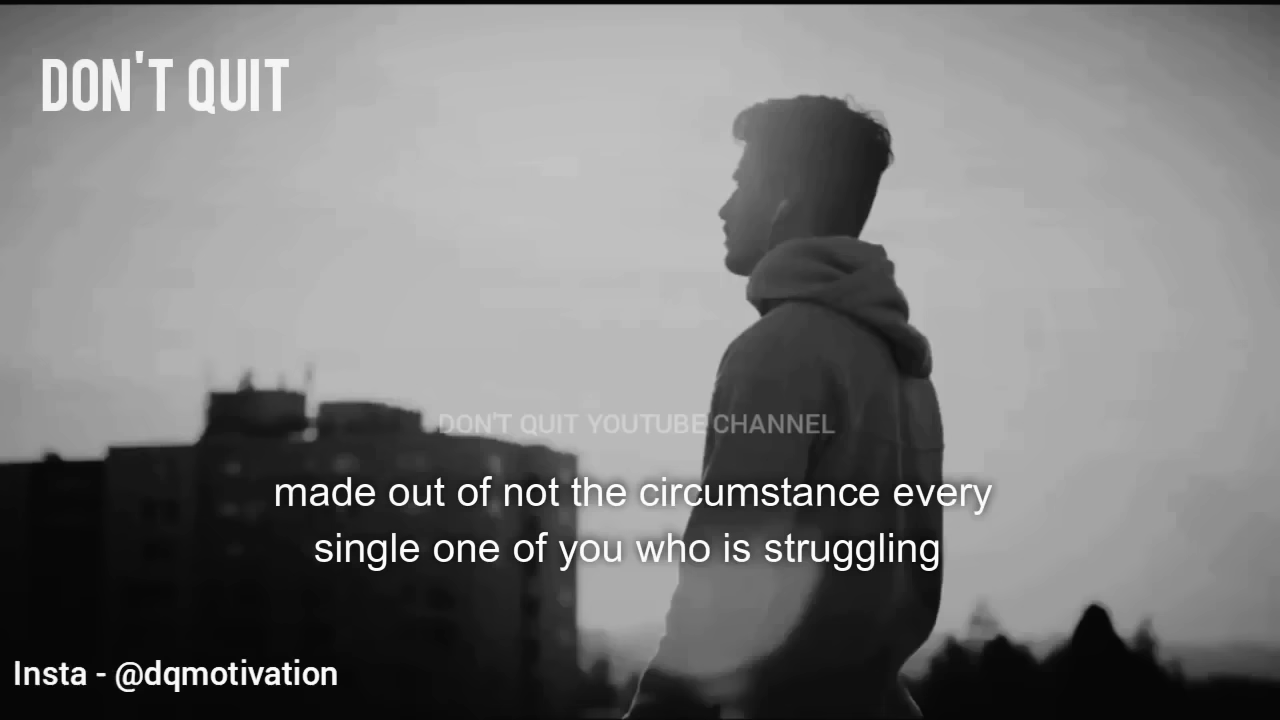 DON'T QUIT
DON'T QUIT YOUTUBE CHANNEL
made out of not the circumstance every
single one of you who is struggling
Insta - @dqmotivation